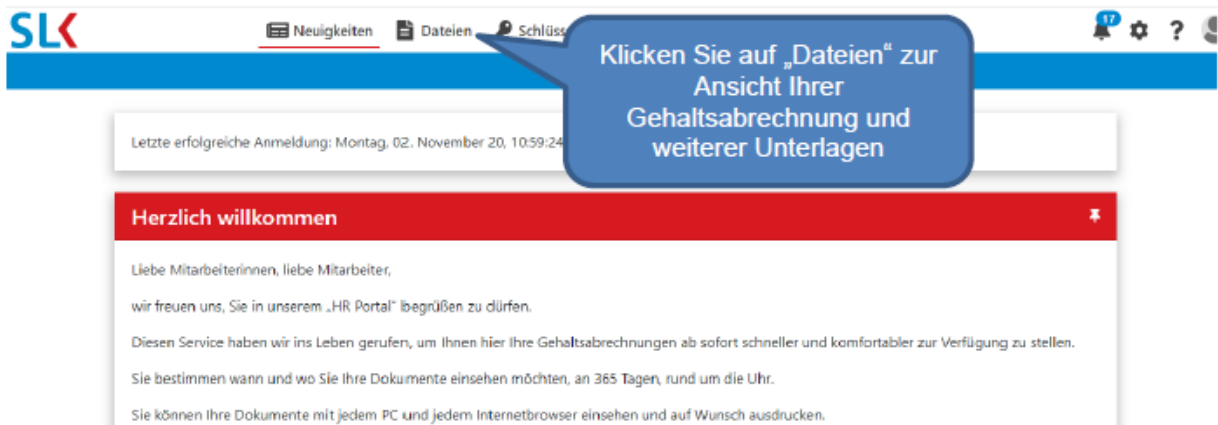 SLK
Neuigkeiten Dateien Schlüss
17 ?
Klicken Sie auf „Dateien“ zur
Ansicht Ihrer
Gehaltsabrechnung und
weiterer Unterlagen
Letzte erfolgreiche Anmeldung: Montag, 02. November 20, 10:59:24
Herzlich willkommen
Liebe Mitarbeiterinnen, liebe Mitarbeiter,
wir freuen uns, Sie in unserem „HR Portal“ begrüßen zu dürfen.
Diesen Service haben wir ins Leben gerufen, um Ihnen hier Ihre Gehaltsabrechnungen ab sofort schneller und komfortabler zur Verfügung zu stellen.
Sie bestimmen wann und wo Sie Ihre Dokumente einsehen möchten, an 365 Tagen, rund um die Uhr.
Sie können Ihre Dokumente mit jedem PC und jedem Internetbrowser einsehen und auf Wunsch ausdrucken.